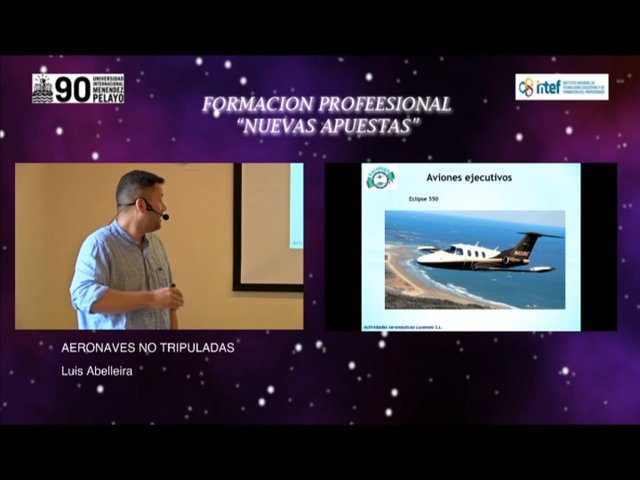 90
UNIVERSIDAD
INTERNACIONAL
MENENDEZ
PELAYO
intef
INSTITUTO NACIONAL DE
TECNOLOGÍAS EDUCATIVAS Y DE
FORMACIÓN DEL PROFESORADO
FORMACION PROFEESIONAL
“NUEVAS APUESTAS”
Aviones ejecutivos
Eclipse 550
Actividades Aeronáuticas Lucenses S.L.
AERONAVES NO TRIPULADAS
Luis Abelleira